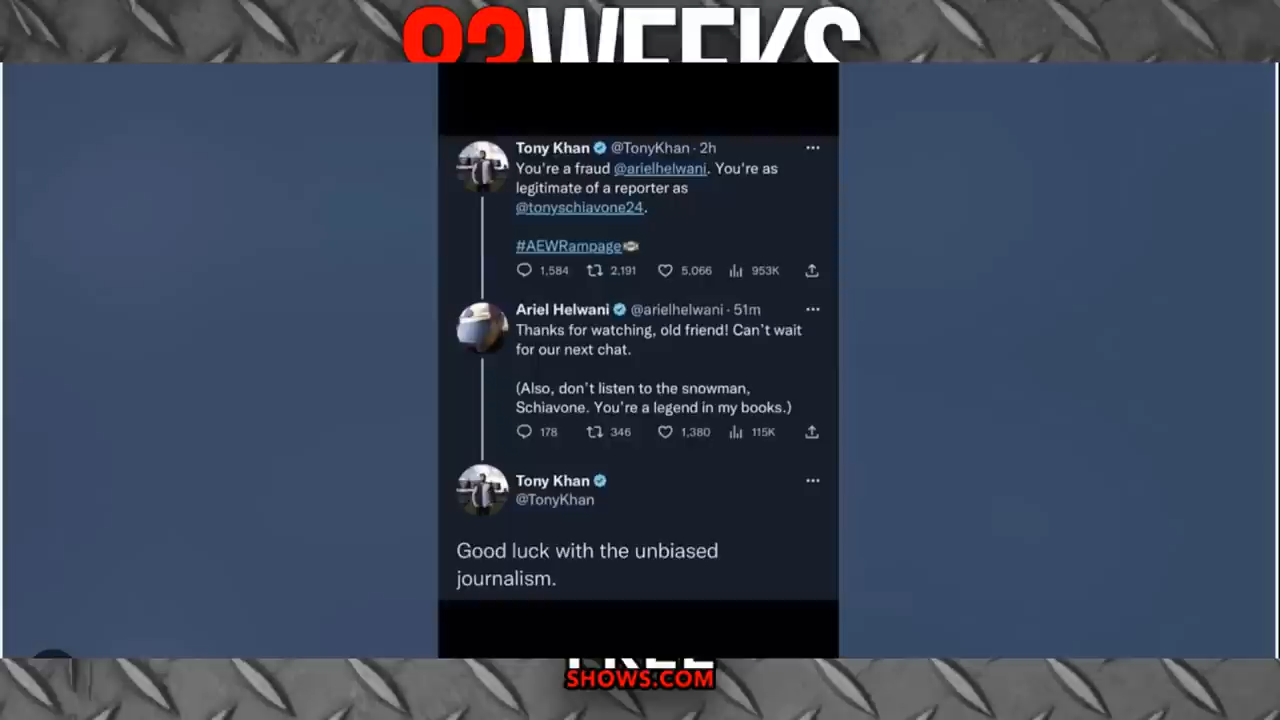 83WEEKS
Tony Khan @TonyKhan · 2h
You're a fraud @arielhelwani. You're as
legitimate of a reporter as
@tonyschiavone24.
#AEWRampage
1,584 2,191 5,066 953K
Ariel Helwani @arielhelwani · 51m
Thanks for watching, old friend! Can't wait
for our next chat.
(Also, don't listen to the snowman,
Schiavone. You're a legend in my books.)
178 346 1,380 115K
Tony Khan
@TonyKhan
Good luck with the unbiased
journalism.
FREE
SHOWS.COM